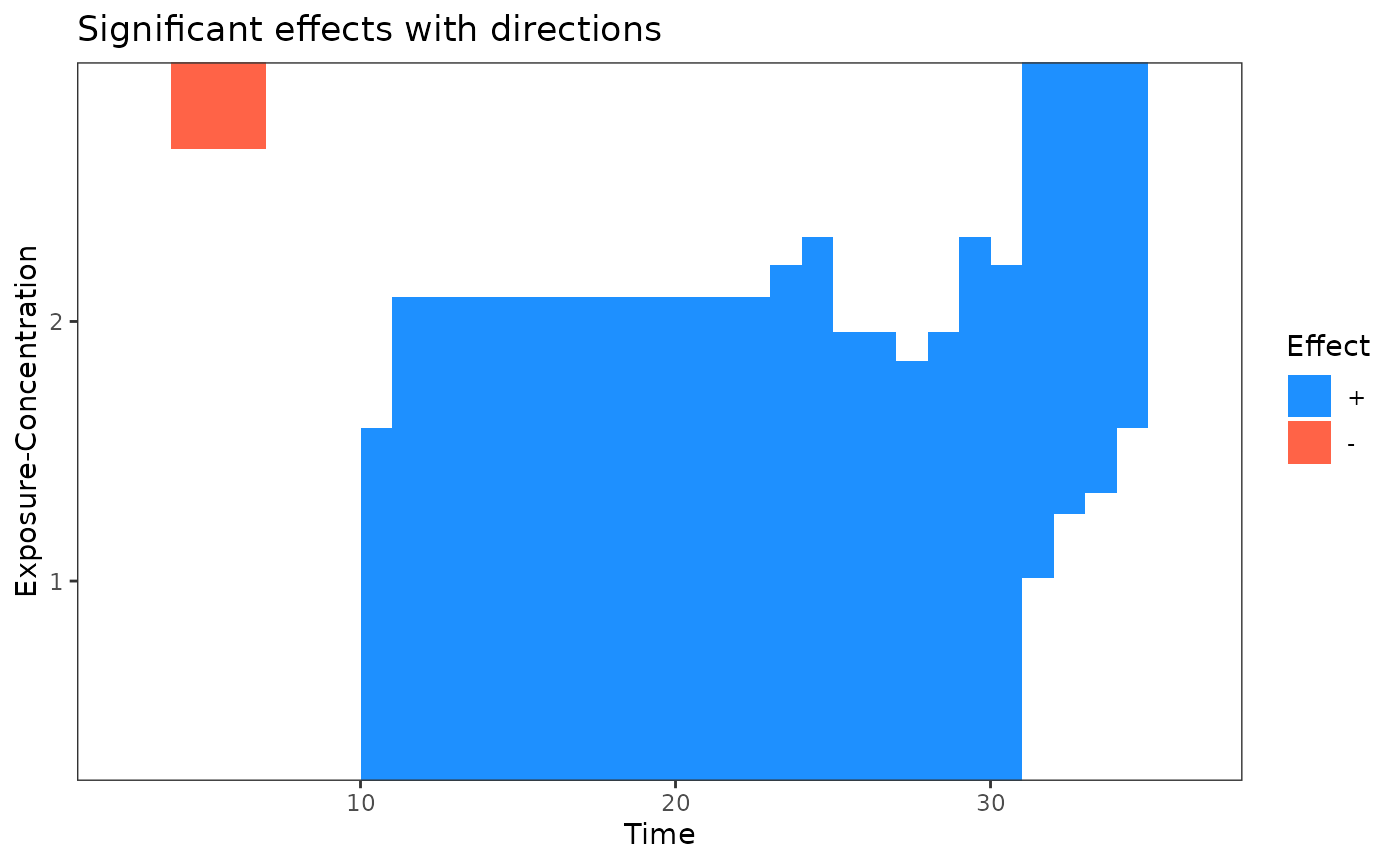 Significant effects with directions
Exposure-Concentration
2
1
10 20 30
Time
Effect
+
-